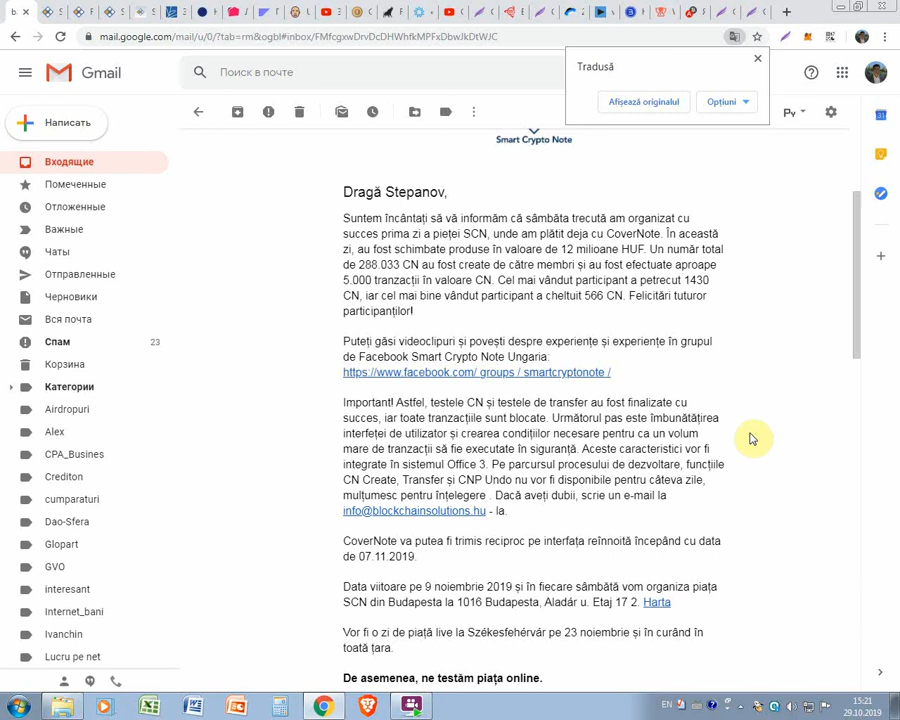 mail.google.com/mail/u/0/?tab=rm&ogbl#inbox/FMfcgxwDrvDcDHWhfkMPFxDbwJkDtWJC
Gmail
Поиск в почте
Tradusă
Afișează originalul
Opțiuni
Написать
Входящие
Помеченные
Отложенные
Важные
Чаты
Отправленные
Черновики
Вся почта
Спам 23
Корзина
Категории
Airdropuri
Alex
CPA_Busines
Crediton
cumparaturi
Dao-Sfera
Glopart
GVO
interesant
Internet_bani
Ivanchin
Lucru pe net
Smart Crypto Note
Dragă Stepanov,
Suntem încântați să vă informăm că sâmbăta trecută am organizat cu
succes prima zi a pieței SCN, unde am plătit deja cu CoverNote. În această
zi, au fost schimbate produse în valoare de 12 milioane HUF. Un număr total
de 288.033 CN au fost create de către membri și au fost efectuate aproape
5.000 tranzacții în valoare CN. Cel mai vândut participant a petrecut 1430
CN, iar cel mai bine vândut participant a cheltuit 566 CN. Felicitări tuturor
participanților!
Puteți găsi videoclipuri și povești despre experiențe și experiențe în grupul
de Facebook Smart Crypto Note Ungaria:
https://www.facebook.com/ groups / smartcryptonote /
Important! Astfel, testele CN și testele de transfer au fost finalizate cu
succes, iar toate tranzacțiile sunt blocate. Următorul pas este îmbunătățirea
interfeței de utilizator și crearea condițiilor necesare pentru ca un volum
mare de tranzacții să fie executate în siguranță. Aceste caracteristici vor fi
integrate în sistemul Office 3. Pe parcursul procesului de dezvoltare, funcțiile
CN Create, Transfer și CNP Undo nu vor fi disponibile pentru câteva zile,
mulțumesc pentru înțelegere . Dacă aveți dubii, scrie un e-mail la
info@blockchainsolutions.hu - la.
CoverNote va putea fi trimis reciproc pe interfața reînnoită începând cu data
de 07.11.2019.
Data viitoare pe 9 noiembrie 2019 și în fiecare sâmbătă vom organiza piața
SCN din Budapesta la 1016 Budapesta, Aladár u. Etaj 17 2. Harta
Vor fi o zi de piață live la Székesfehérvár pe 23 noiembrie și în curând în
toată țara.
De asemenea, ne testăm piața online.
EN
15:21
29.10.2019